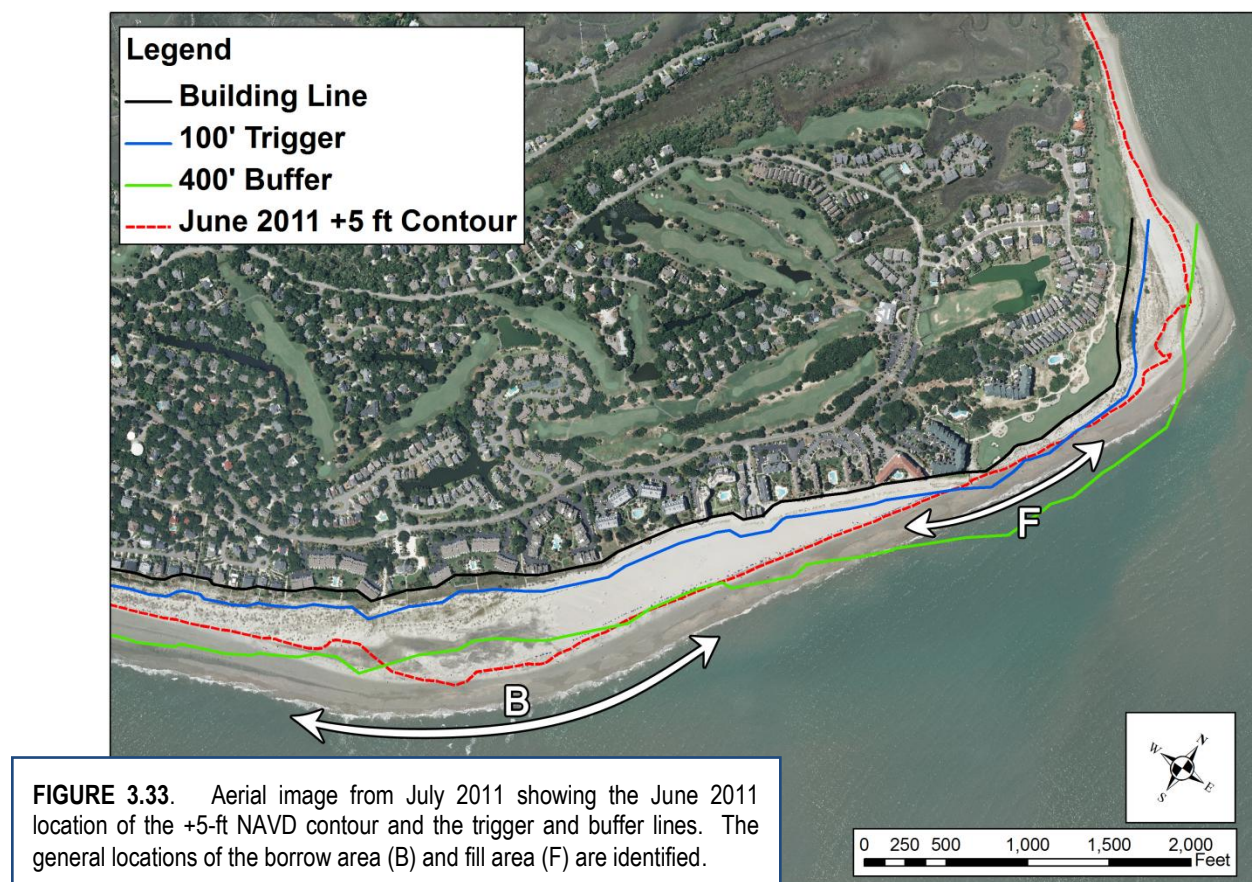 Legend
Building Line
100' Trigger
400' Buffer
June 2011 +5 ft Contour
F
B
N
W
E
S
0 250 500 1,000 1,500 2,000
Feet
FIGURE 3.33. Aerial image from July 2011 showing the June 2011
location of the +5-ft NAVD contour and the trigger and buffer lines. The
general locations of the borrow area (B) and fill area (F) are identified.